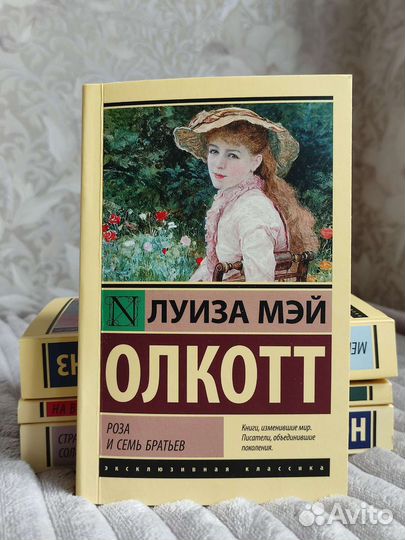 N
ЛУИЗА МЭЙ
ОЛКОТТ
РОЗА
И СЕМЬ БРАТЬЕВ
Книги, изменившие мир.
Писатели, объединившие
поколения.
эксклюзивная классика
Avito